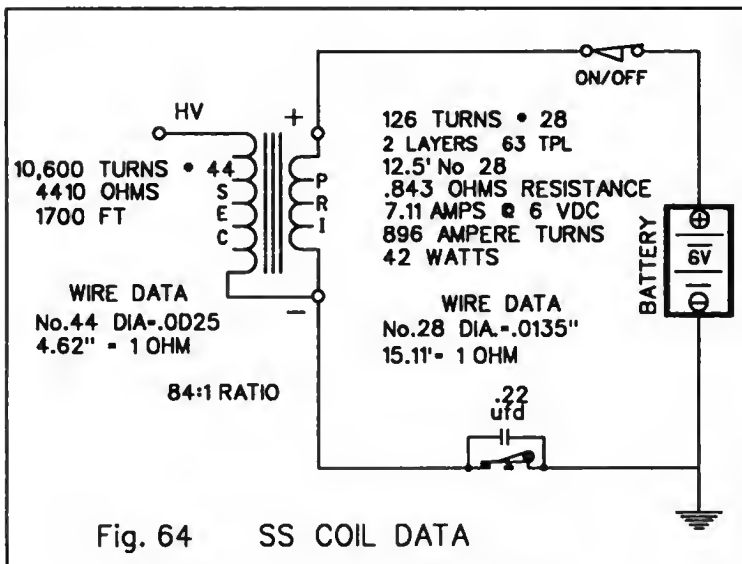 ON/OFF
HV
+
126 TURNS • 28
2 LAYERS 63 TPL
12.5' No 28
.843 OHMS RESISTANCE
7.11 AMPS @ 6 VDC
896 AMPERE TURNS
42 WATTS
10,600 TURNS • 44
4410 OHMS
1700 FT
SEC
PRI
BATTERY
+
6V
−
−
WIRE DATA
No.44 DIA-.0D25
4.62" = 1 OHM
WIRE DATA
No.28 DIA.=.0135"
15.11'= 1 OHM
84:1 RATIO
.22
ufd
Fig. 64 SS COIL DATA